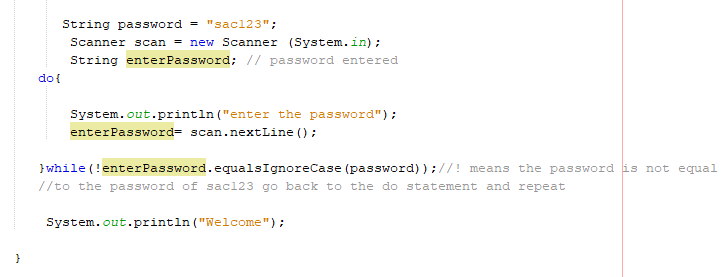 String password = "sac123";
Scanner scan = new Scanner (System.in);
String enterPassword; // password entered
do{
System.out.println("enter the password");
enterPassword= scan.nextLine();
}while(!enterPassword.equalsIgnoreCase(password));//! means the password is not equal
//to the password of sac123 go back to the do statement and repeat
System.out.println("Welcome");
}